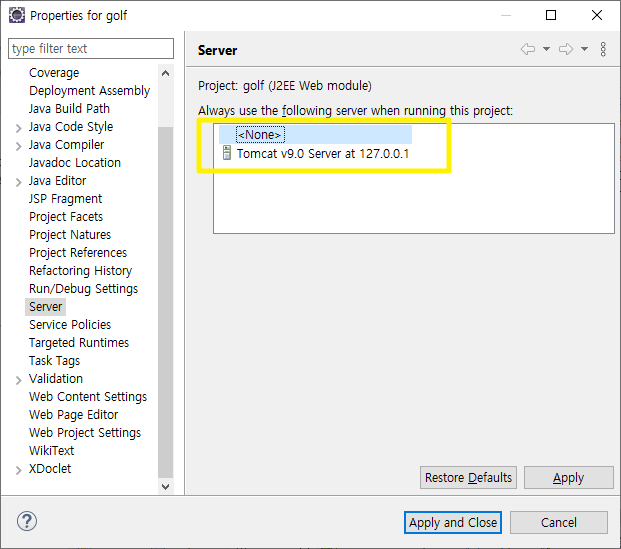 Properties for golf
type filter text
Coverage
Deployment Assembly
Java Build Path
Java Code Style
Java Compiler
Javadoc Location
Java Editor
JSP Fragment
Project Facets
Project Natures
Project References
Refactoring History
Run/Debug Settings
Server
Service Policies
Targeted Runtimes
Task Tags
Validation
Web Content Settings
Web Page Editor
Web Project Settings
WikiText
XDoclet
Server
Project: golf (J2EE Web module)
Always use the following server when running this project:
<None>
Tomcat v9.0 Server at 127.0.0.1
Restore Defaults
Apply
?
Apply and Close
Cancel